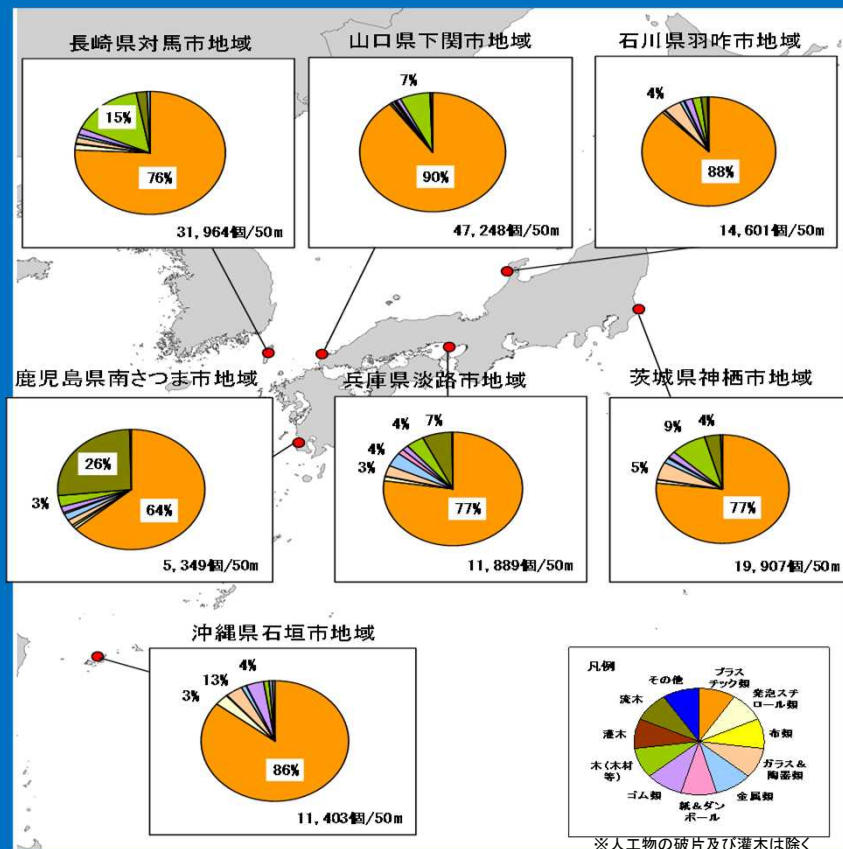 長崎県対馬市地域
15%
76%
31,964個/50m
山口県下関市地域
7%
90%
47,248個/50m
石川県羽咋市地域
4%
88%
14,601個/50m
鹿児島県南さつま市地域
26%
3%
64%
5,349個/50m
兵庫県淡路市地域
7%
4%
4%
3%
77%
11,889個/50m
茨城県神栖市地域
4%
9%
5%
77%
19,907個/50m
沖縄県石垣市地域
4%
13%
3%
86%
11,403個/50m
凡例
プラス
チック類
発泡スチ
ロール類
布類
ガラス&
陶器類
金属類
紙&ダン
ボール
ゴム類
木(木材
等)
灌木
流木
その他
※人工物の破片及び灌木は除く